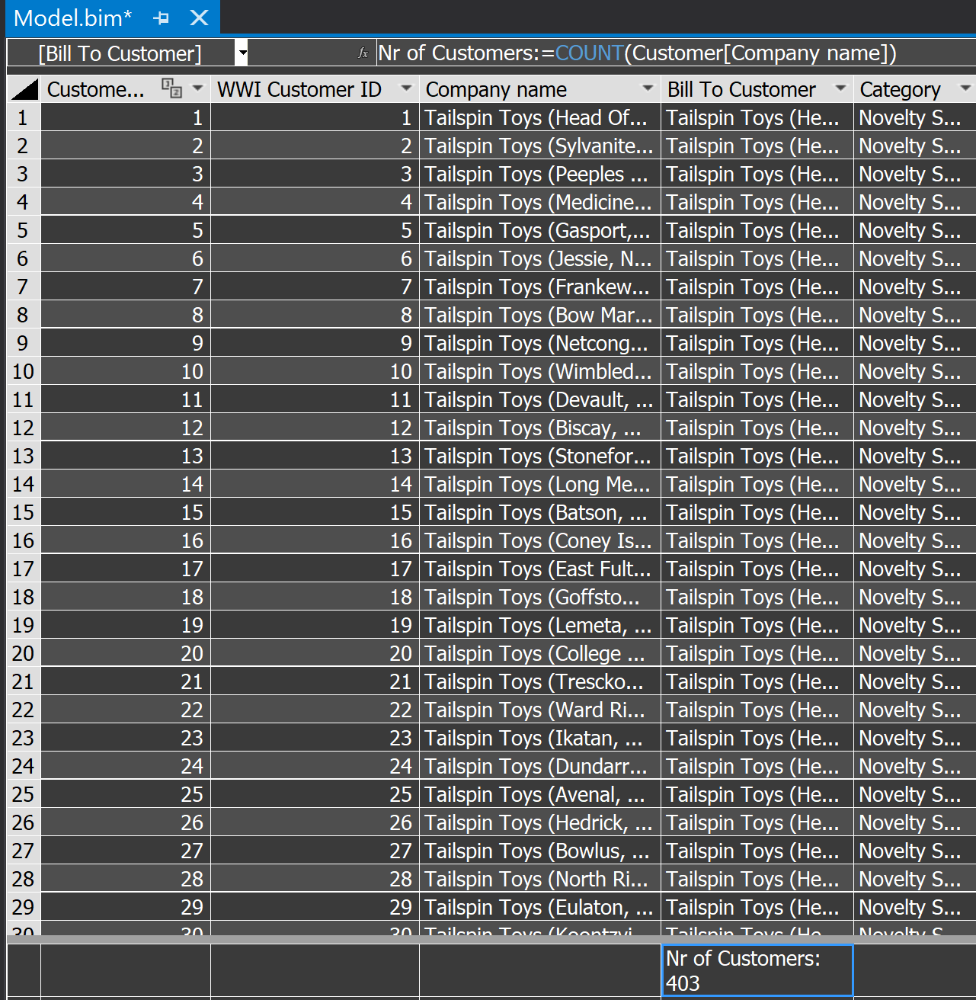 Model.bim*
[Bill To Customer] fx Nr of Customers:=COUNT(Customer[Company name])
Custome... WWI Customer ID Company name Bill To Customer Category
1 1 1 Tailspin Toys (Head Of... Tailspin Toys (He... Novelty S...
2 2 2 Tailspin Toys (Sylvanite... Tailspin Toys (He... Novelty S...
3 3 3 Tailspin Toys (Peeples ... Tailspin Toys (He... Novelty S...
4 4 4 Tailspin Toys (Medicine... Tailspin Toys (He... Novelty S...
5 5 5 Tailspin Toys (Gasport,... Tailspin Toys (He... Novelty S...
6 6 6 Tailspin Toys (Jessie, N... Tailspin Toys (He... Novelty S...
7 7 7 Tailspin Toys (Frankew... Tailspin Toys (He... Novelty S...
8 8 8 Tailspin Toys (Bow Mar... Tailspin Toys (He... Novelty S...
9 9 9 Tailspin Toys (Netcong... Tailspin Toys (He... Novelty S...
10 10 10 Tailspin Toys (Wimbled... Tailspin Toys (He... Novelty S...
11 11 11 Tailspin Toys (Devault, ... Tailspin Toys (He... Novelty S...
12 12 12 Tailspin Toys (Biscay, ... Tailspin Toys (He... Novelty S...
13 13 13 Tailspin Toys (Stonefor... Tailspin Toys (He... Novelty S...
14 14 14 Tailspin Toys (Long Me... Tailspin Toys (He... Novelty S...
15 15 15 Tailspin Toys (Batson, ... Tailspin Toys (He... Novelty S...
16 16 16 Tailspin Toys (Coney Is... Tailspin Toys (He... Novelty S...
17 17 17 Tailspin Toys (East Fult... Tailspin Toys (He... Novelty S...
18 18 18 Tailspin Toys (Goffsto... Tailspin Toys (He... Novelty S...
19 19 19 Tailspin Toys (Lemeta, ... Tailspin Toys (He... Novelty S...
20 20 20 Tailspin Toys (College ... Tailspin Toys (He... Novelty S...
21 21 21 Tailspin Toys (Tresckо... Tailspin Toys (He... Novelty S...
22 22 22 Tailspin Toys (Ward Ri... Tailspin Toys (He... Novelty S...
23 23 23 Tailspin Toys (Ikatan, ... Tailspin Toys (He... Novelty S...
24 24 24 Tailspin Toys (Dundarr... Tailspin Toys (He... Novelty S...
25 25 25 Tailspin Toys (Avenal, ... Tailspin Toys (He... Novelty S...
26 26 26 Tailspin Toys (Hedrick, ... Tailspin Toys (He... Novelty S...
27 27 27 Tailspin Toys (Bowlus, ... Tailspin Toys (He... Novelty S...
28 28 28 Tailspin Toys (North Ri... Tailspin Toys (He... Novelty S...
29 29 29 Tailspin Toys (Eulaton, ... Tailspin Toys (He... Novelty S...
30 30 30 Tailspin Toys Tailspin Toys (He... Novelty S...
Nr of Customers:
403